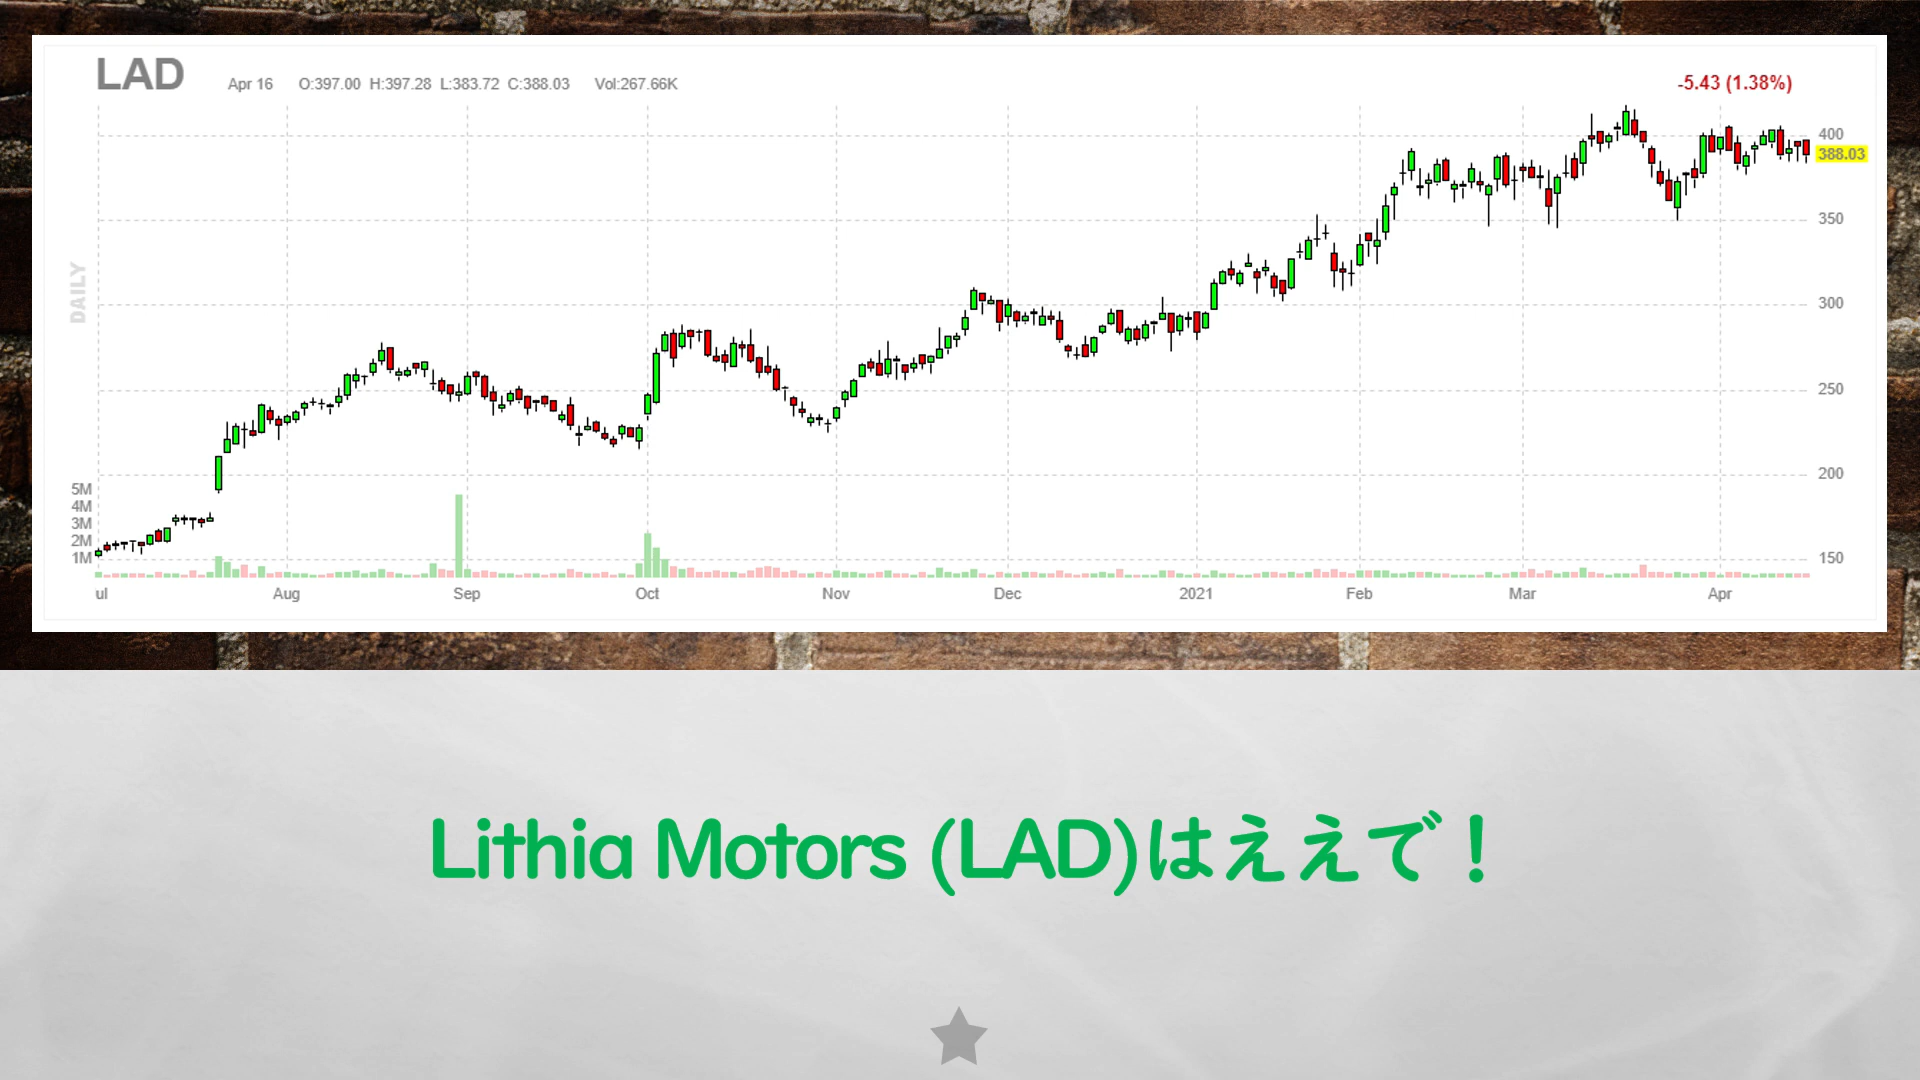 LAD Apr 16 O:397.00 H:397.28 L:383.72 C:388.03 Vol:267.66K -5.43 (1.38%)
400
388.03
350
DAILY
300
250
200
5M
4M
3M
2M
1M 150
ul Aug Sep Oct Nov Dec 2021 Feb Mar Apr
Lithia Motors (LAD)はええで！